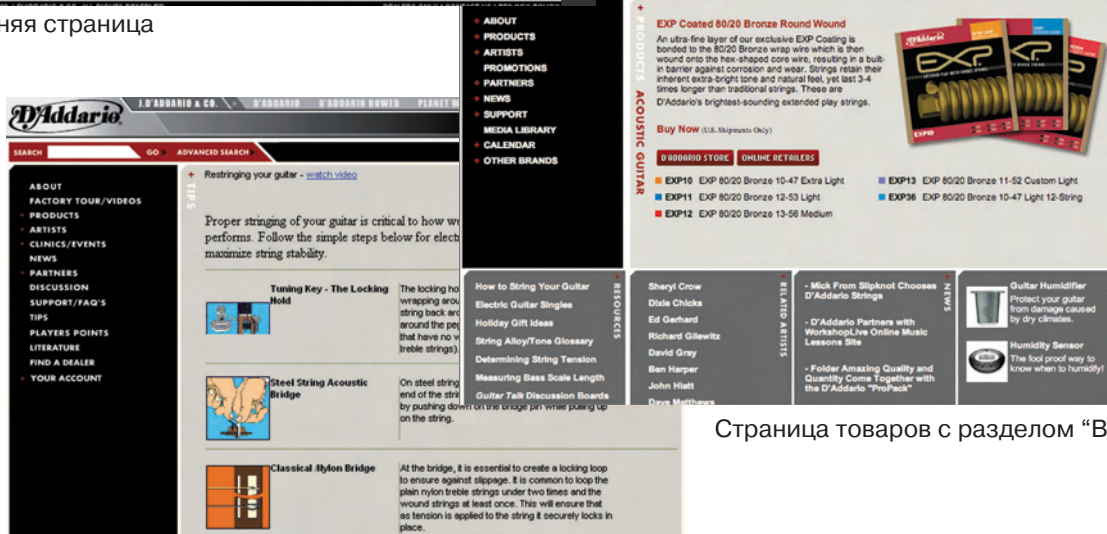 няя страница
D'Addario
J.D'ADDARIO & CO.
D'ADDARIO
D'ADDARIO BOWED
PLANET W
SEARCH
GO
ADVANCED SEARCH
ABOUT
FACTORY TOUR/VIDEOS
PRODUCTS
ARTISTS
CLINICS/EVENTS
NEWS
PARTNERS
DISCUSSION
SUPPORT/FAQ'S
TIPS
PLAYERS POINTS
LITERATURE
FIND A DEALER
YOUR ACCOUNT
+ TIPS
Restringing your guitar - watch video
Proper stringing of your guitar is critical to how we
performs. Follow the simple steps below for elect
maximize string stability.
Tuning Key - The Locking
Hold
The locking ho
wrapping arou
string back aro
around the peg
that have no w
treble strings).
Steel String Acoustic
Bridge
On steel string
end of the strin
by pushing down on the bridge pin while pulling up
on the string.
Classical /Nylon Bridge
At the bridge, it is essential to create a locking loop
to ensure against slippage. It is common to loop the
plain nylon treble strings under two times and the
wound strings at least once. This will ensure that
as tension is applied to the string it securely locks in
place.
ABOUT
PRODUCTS
ARTISTS
PROMOTIONS
PARTNERS
NEWS
SUPPORT
MEDIA LIBRARY
CALENDAR
OTHER BRANDS
+ PRODUCTS ACOUSTIC GUITAR
EXP Coated 80/20 Bronze Round Wound
An ultra-fine layer of our exclusive EXP Coating is
bonded to the 80/20 Bronze wrap wire which is then
wound onto the hex-shaped core wire, resulting in a built-
in barrier against corrosion and wear. Strings retain their
inherent extra-bright tone and natural feel, yet last 3-4
times longer than traditional strings. These are
D'Addario's brightest-sounding extended play strings.
Buy Now (U.S. Shipments Only)
D'ADDARIO STORE
ONLINE RETAILERS
EXP10 EXP 80/20 Bronze 10-47 Extra Light
EXP11 EXP 80/20 Bronze 12-53 Light
EXP12 EXP 80/20 Bronze 13-56 Medium
EXP13 EXP 80/20 Bronze 11-52 Custom Light
EXP36 EXP 80/20 Bronze 10-47 Light 12-String
D'Addario
EXP
EXP10
How to String Your Guitar
Electric Guitar Singles
Holiday Gift Ideas
String Alloy/Tone Glossary
Determining String Tension
Measuring Bass Scale Length
Guitar Talk Discussion Boards
+ RESOURCES
Sheryl Crow
Dixie Chicks
Ed Gerhard
Richard Gilewitz
David Gray
Ben Harper
John Hiatt
Dave Matthews
+ RELATED ARTISTS
- Mick From Slipknot Chooses
D'Addario Strings
- D'Addario Partners with
WorkshopLive Online Music
Lessons Site
- Folder Amazing Quality and
Quantity Come Together with
the D'Addario "ProPack"
+ NEWS
Guitar Humidifier
Protect your guitar
from damage caused
by dry climates.
Humidity Sensor
The fool proof way to
know when to humidify!
Страница товаров с разделом “В